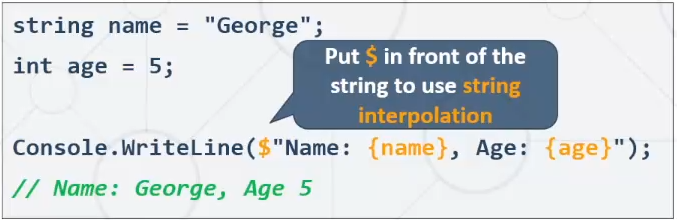 string name = "George";
int age = 5;
Put $ in front of the
string to use string
interpolation
Console.WriteLine($"Name: {name}, Age: {age}");
// Name: George, Age 5